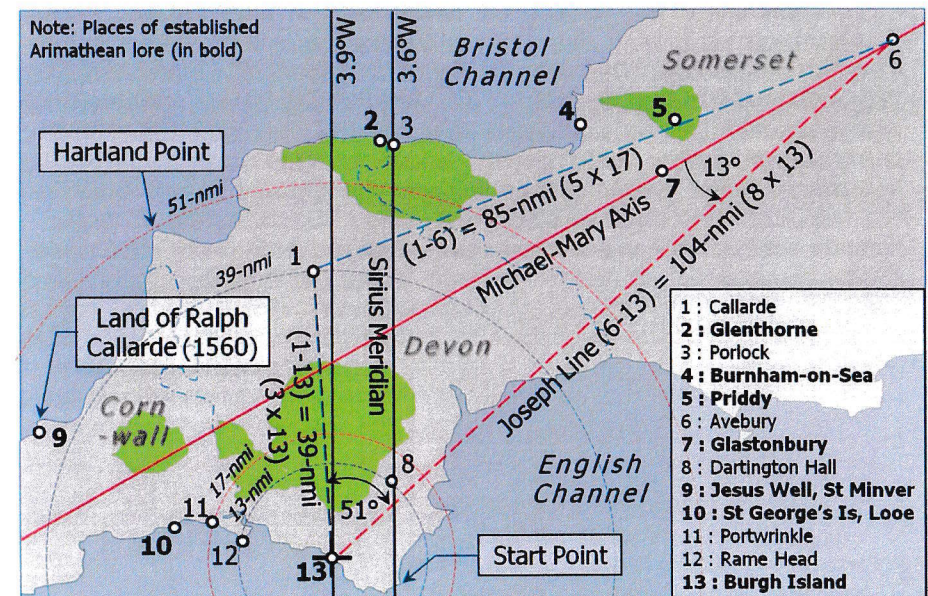 Note: Places of established
Arimathean lore (in bold)
3.9ºW
3.6ºW
Bristol
Channel
Somerset
6
2
3
4
5
Hartland Point
51-nmi
13º
7
(1-6) = 85-nmi (5 x 17)
Michael-Mary Axis
39-nmi
1
Sirius Meridian
Joseph Line (6-13) = 104-nmi (8 x 13)
Land of Ralph
Callarde (1560)
Devon
(1-13) = 39-nmi
(3 x 13)
Corn
-wall
9
17-nmi
13-nmi
8
51º
English
Channel
11
10
12
13
Start Point
1 : Callarde
2 : Glenthorne
3 : Porlock
4 : Burnham-on-Sea
5 : Priddy
6 : Avebury
7 : Glastonbury
8 : Dartington Hall
9 : Jesus Well, St Minver
10 : St George's Is, Looe
11 : Portwrinkle
12 : Rame Head
13 : Burgh Island